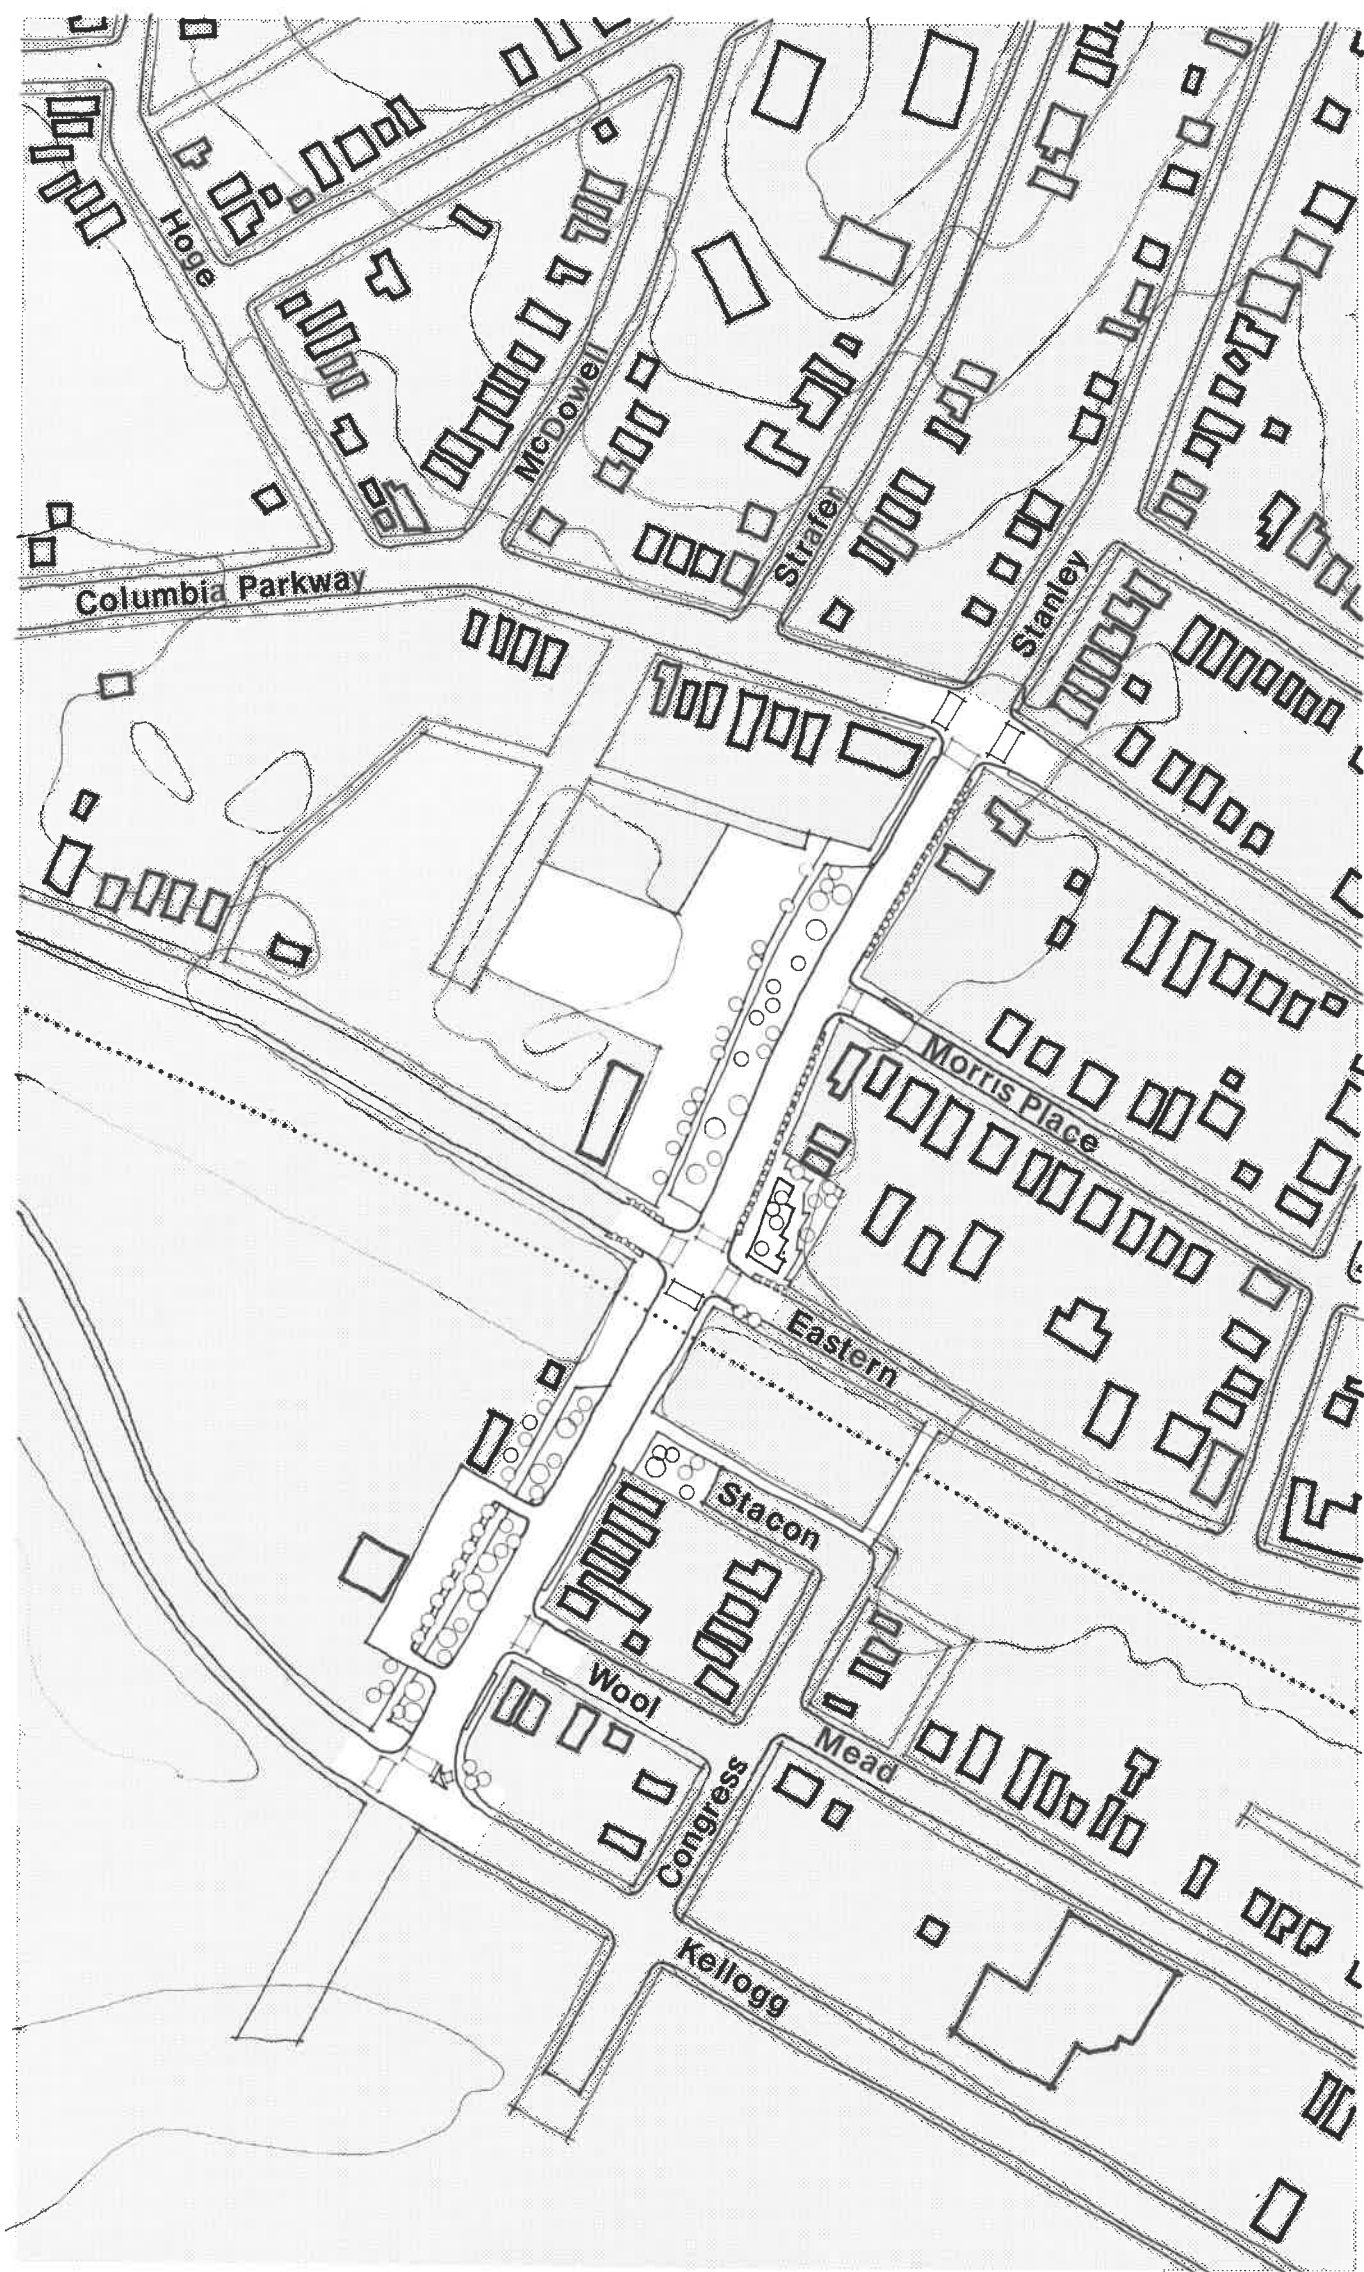 Hoge
McDowell
Strafer
Stanley
Columbia Parkway
Morris Place
Eastern
Stacon
Wool
Mead
Congress
Kellogg